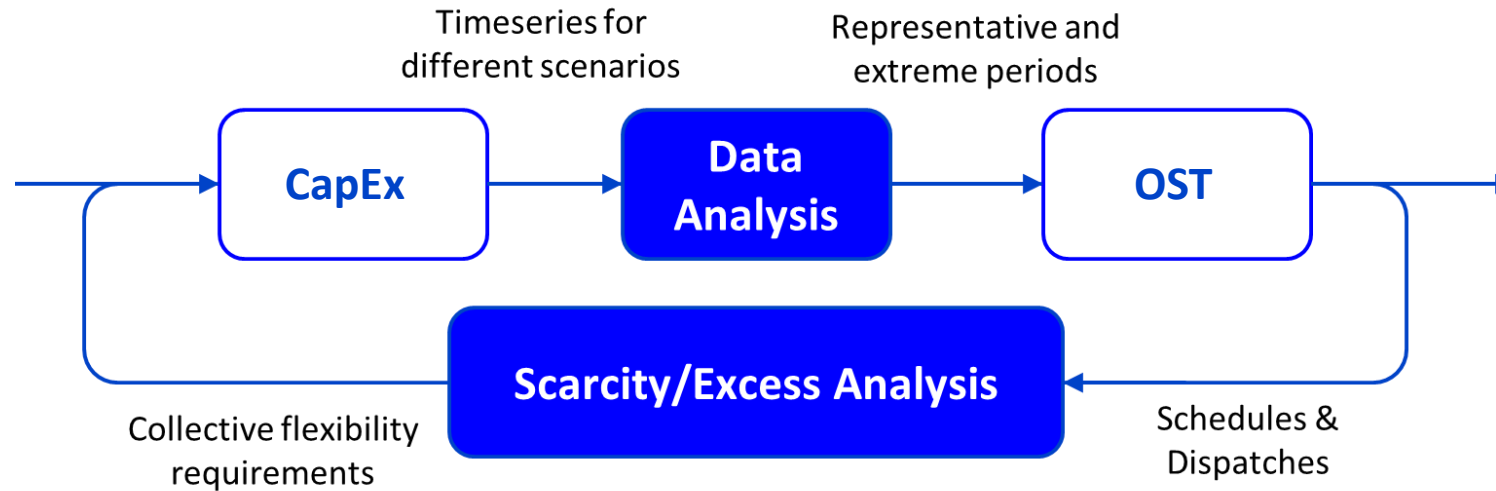 Timeseries for
different scenarios
Representative and
extreme periods
CapEx
Data
Analysis
OST
Scarcity/Excess Analysis
Collective flexibility
requirements
Schedules &
Dispatches